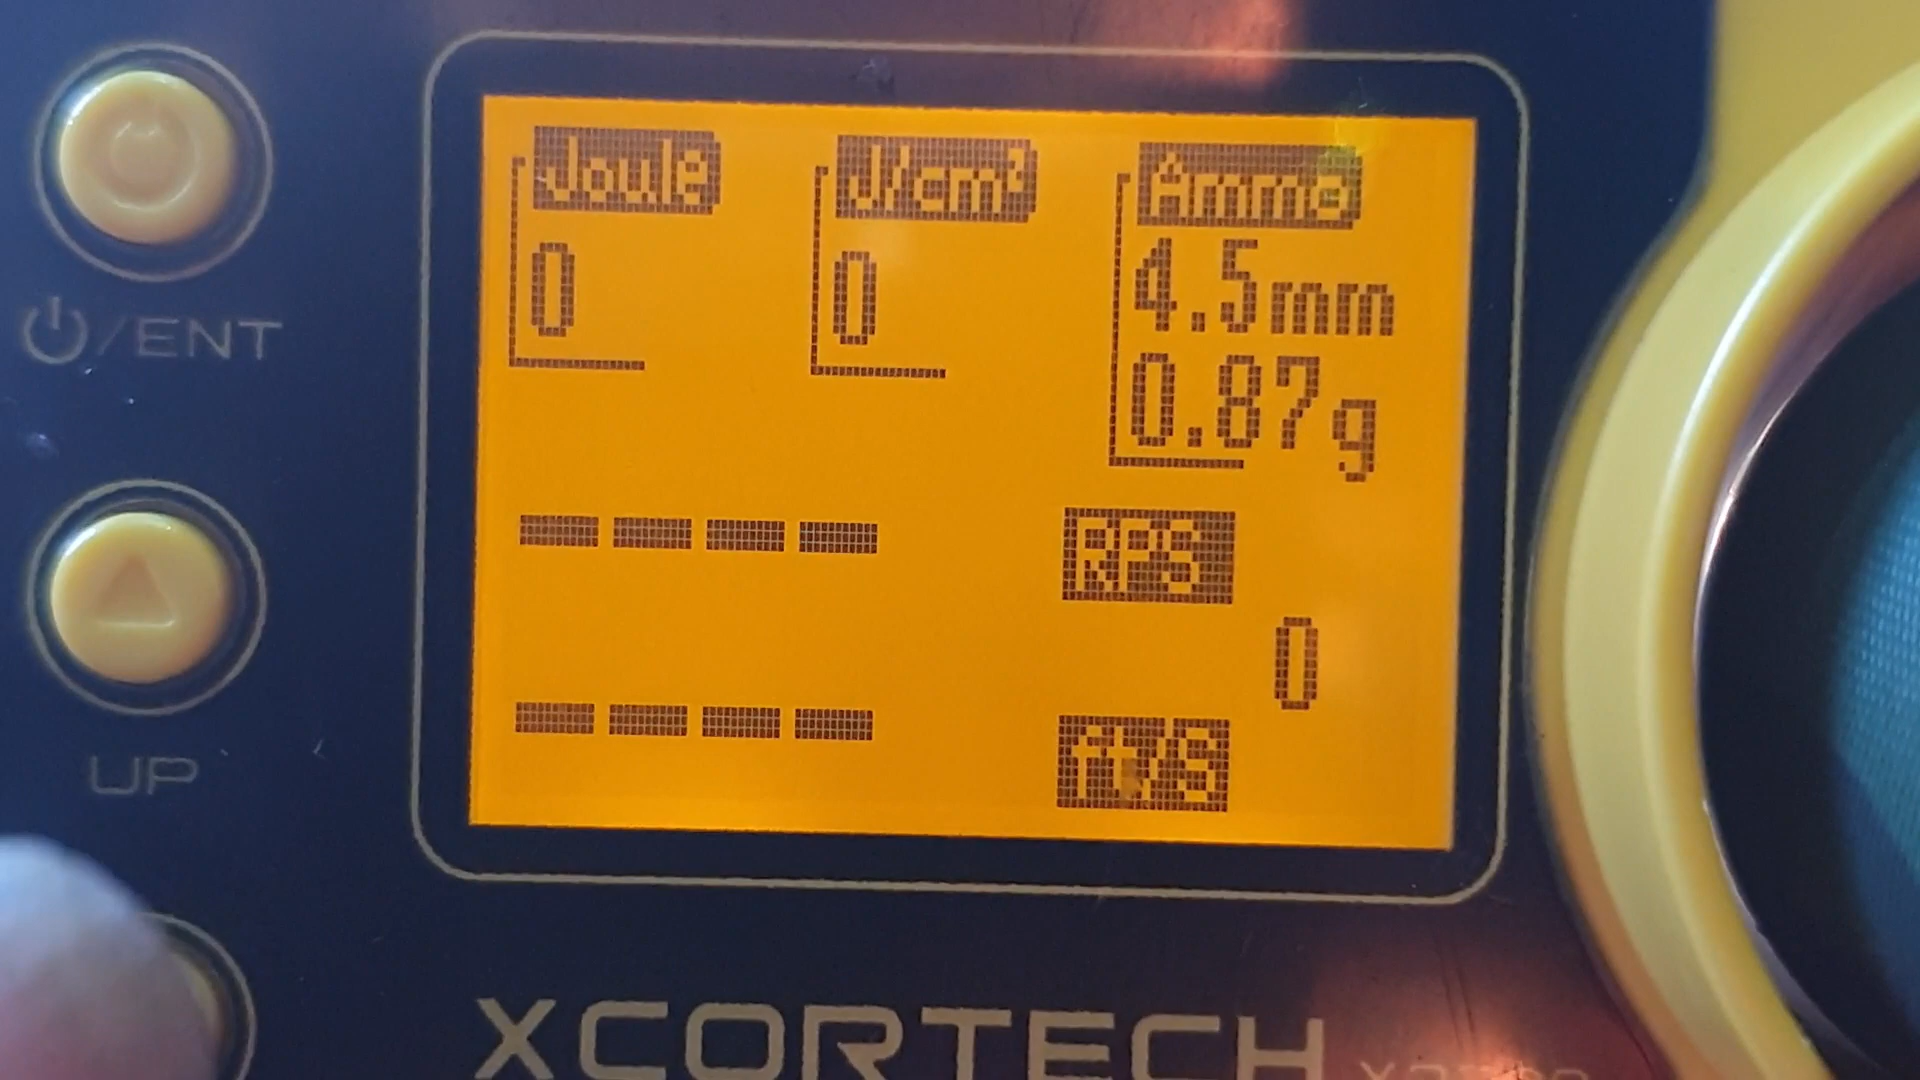 Joule J/cm² Ammo
0 0 4.5mm
0.87g
---- RPS
0
---- ft/S
⏻/ENT
UP
XCORTECH